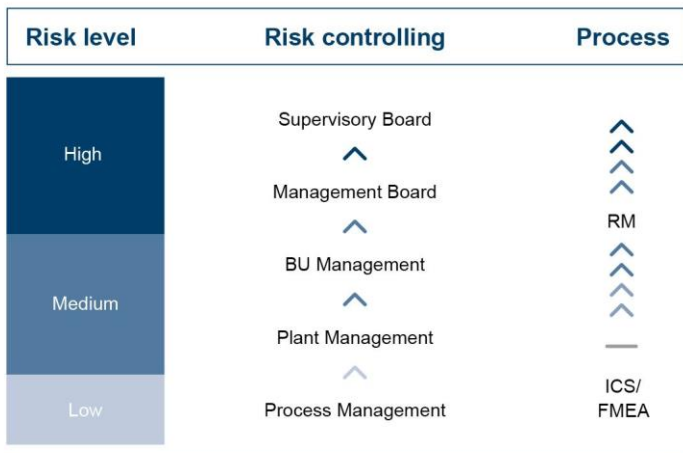 Risk level Risk controlling Process
Supervisory Board
High
Management Board
RM
BU Management
Medium
Plant Management
ICS/
Low Process Management
FMEA